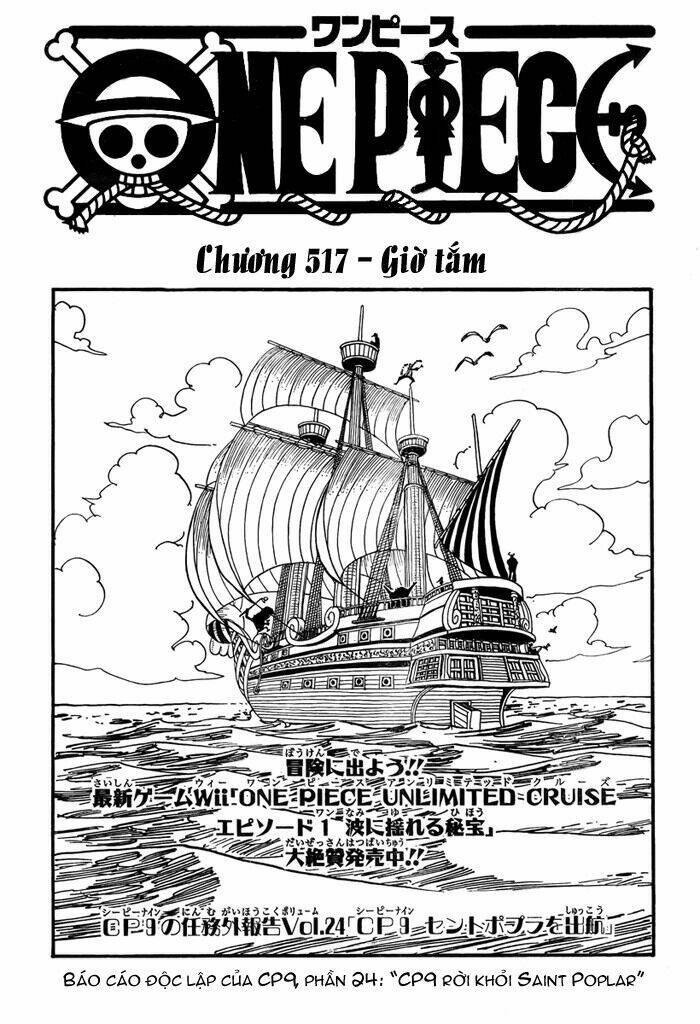 ワンピース
ONE PIECE
Chương 517 - Giờ tắm
冒険に出よう!!
最新ゲームWii「ONE PIECE UNLIMITED CRUISE
エピソード1 波に揺れる秘宝」
大絶賛発売中!!
CP9の任務外報告Vol.24「CP9 セントポプラを出航」
BÁO CÁO ĐỘC LẬP CỦA CP9, PHẦN 24: "CP9 RỜI KHỎI SAINT POPLAR"